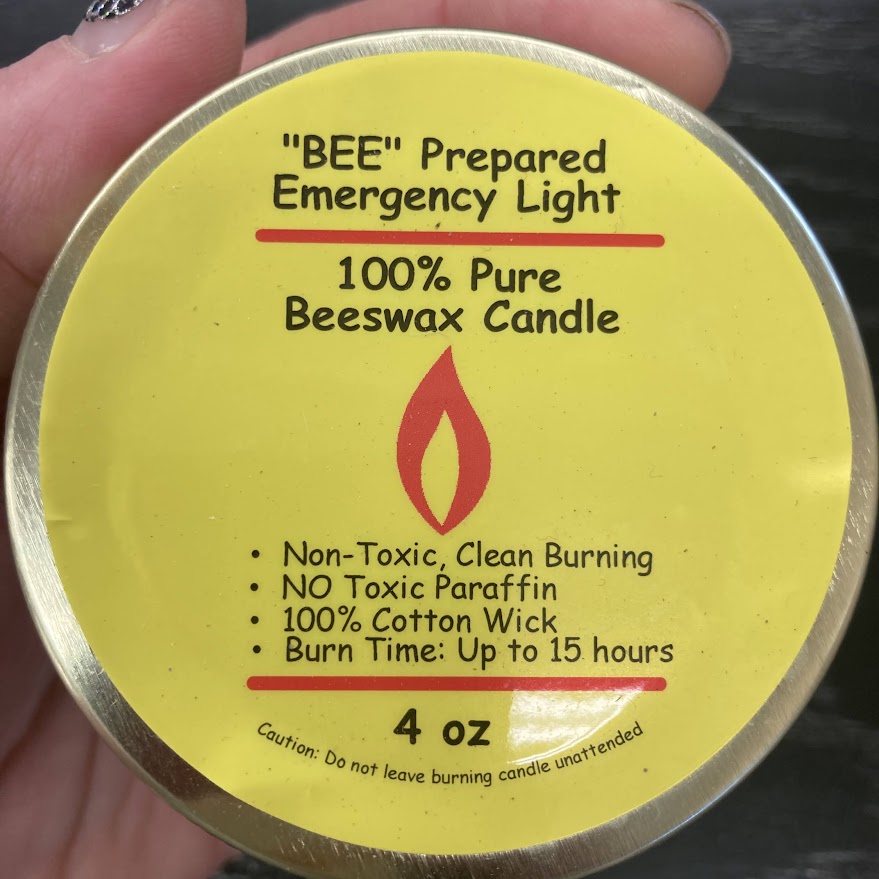 "BEE" Prepared
Emergency Light
100% Pure
Beeswax Candle
• Non-Toxic, Clean Burning
• NO Toxic Paraffin
• 100% Cotton Wick
• Burn Time: Up to 15 hours
4 oz
Caution: Do not leave burning candle unattended